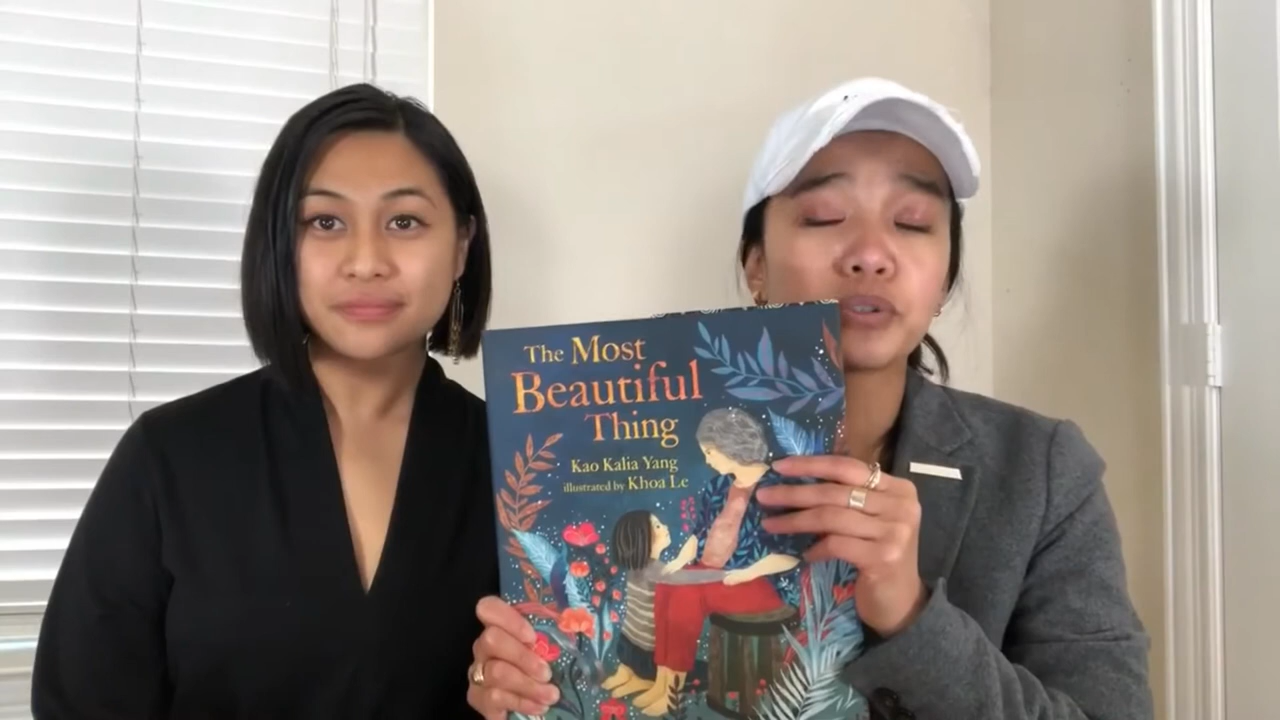 The Most
Beautiful
Thing
Kao Kalia Yang
illustrated by Khoa Le